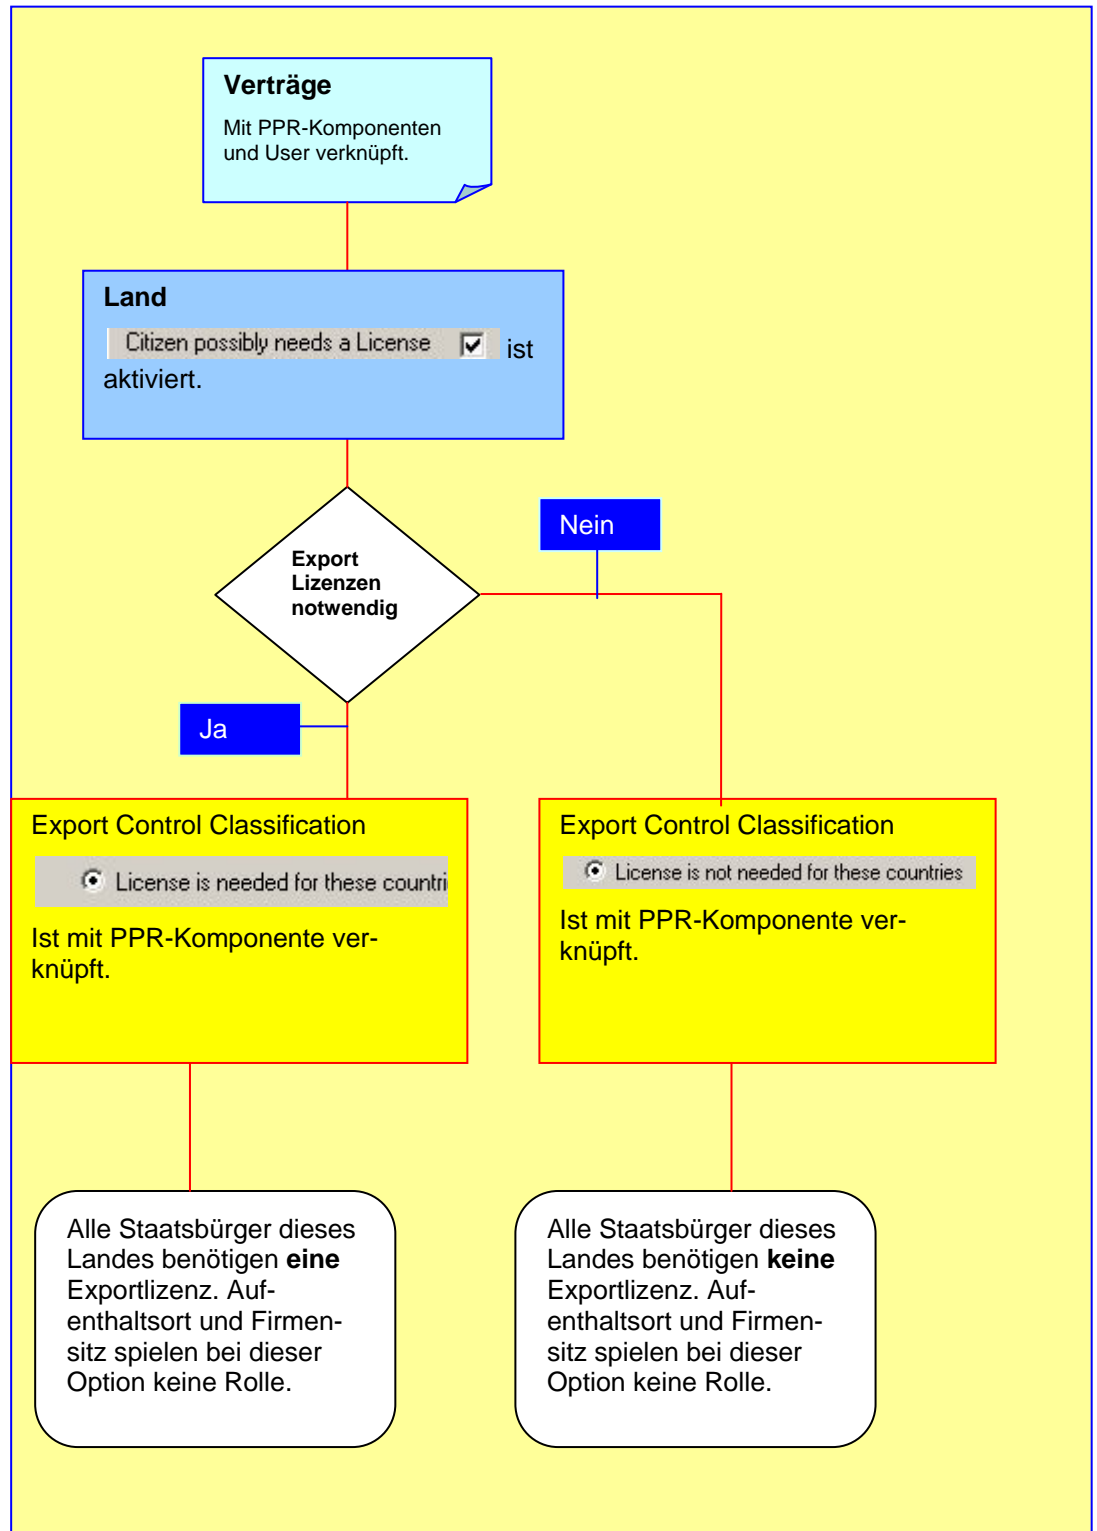 Verträge
Mit PPR-Komponenten
und User verknüpft.
Land
Citizen possibly needs a License ist
aktiviert.
Nein
Export
Lizenzen
notwendig
Ja
Export Control Classification
License is needed for these countri
Ist mit PPR-Komponente ver-
knüpft.
Export Control Classification
License is not needed for these countries
Ist mit PPR-Komponente ver-
knüpft.
Alle Staatsbürger dieses
Landes benötigen eine
Exportlizenz. Auf-
enthaltsort und Firmen-
sitz spielen bei dieser
Option keine Rolle.
Alle Staatsbürger dieses
Landes benötigen keine
Exportlizenz. Auf-
enthaltsort und Firmen-
sitz spielen bei dieser
Option keine Rolle.